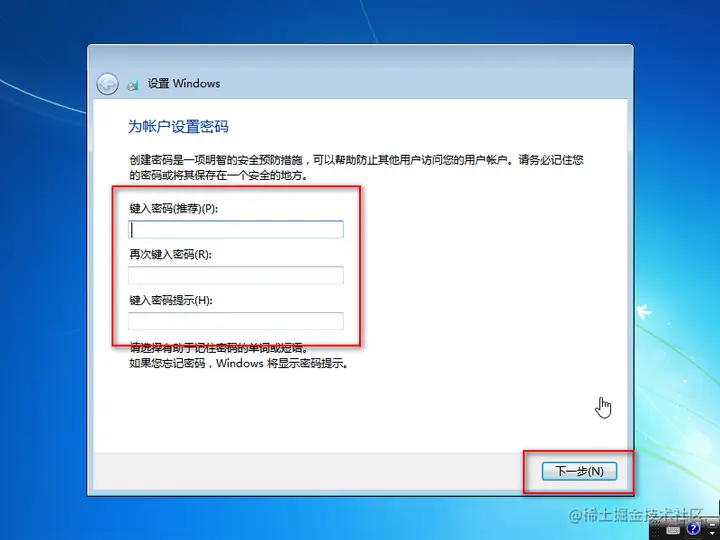 设置 Windows
为帐户设置密码
创建密码是一项明智的安全预防措施，可以帮助防止其他用户访问您的用户帐户。请务必记住您
的密码或将其保存在一个安全的地方。
键入密码(推荐)(P):
再次键入密码(R):
键入密码提示(H):
请选择有助于记住密码的单词或短语。
如果您忘记密码，Windows 将显示密码提示。
下一步(N)
@稀土掘金技术社区